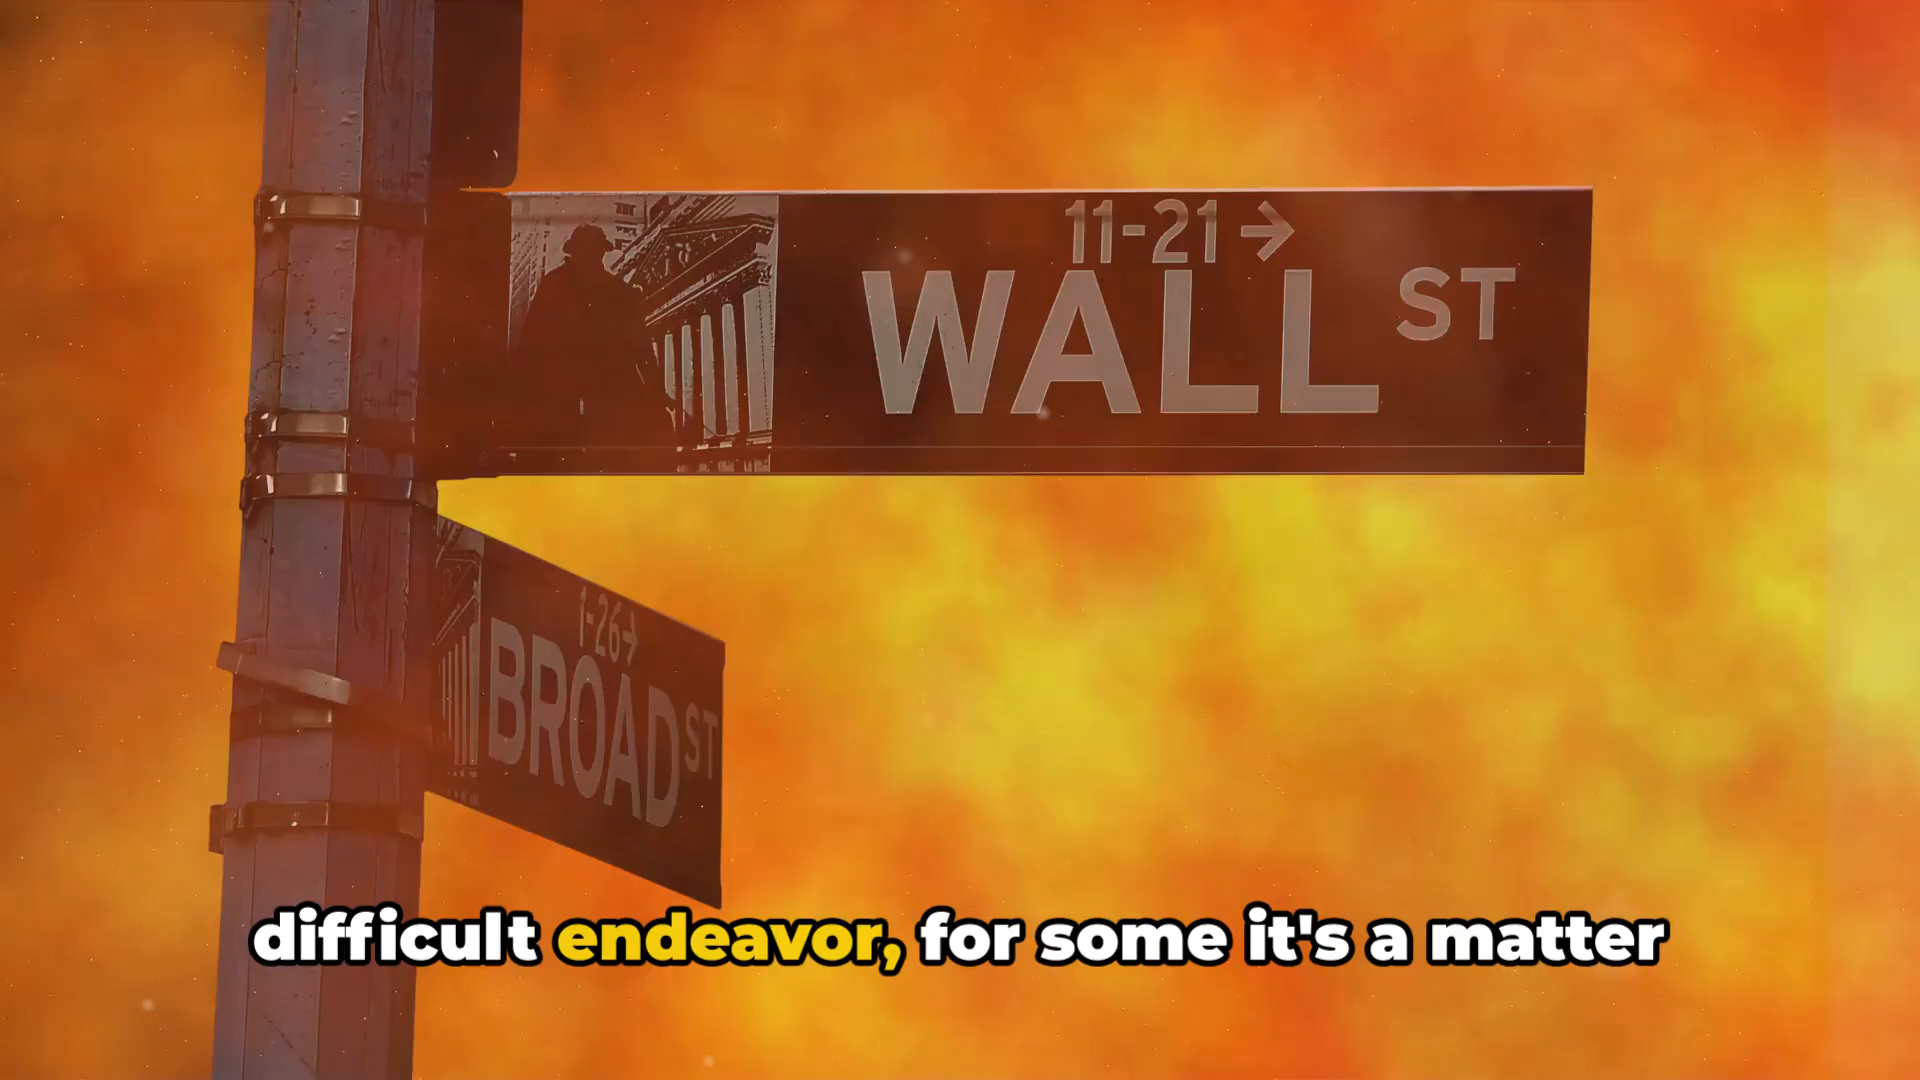 11-21→
WALL ST
1-26→
BROAD ST
difficult endeavor, for some it's a matter